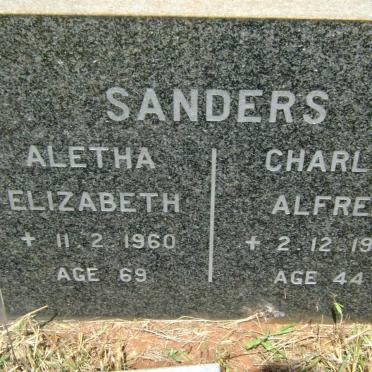 SANDERS
ALETHA
ELIZABETH
+ 11.2.1960
AGE 69
CHARL
ALFRE
+ 2.12.19
AGE 44